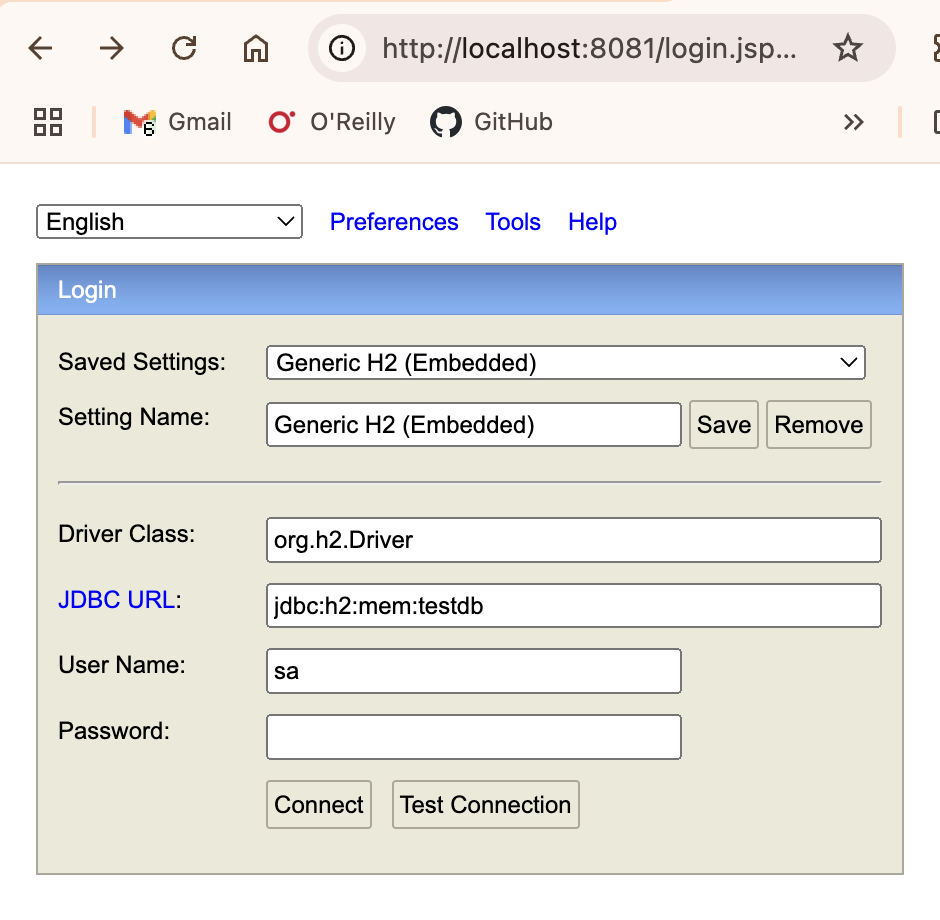 http://localhost:8081/login.jsp...
6 Gmail O'Reilly GitHub
English Preferences Tools Help
Login
Saved Settings: Generic H2 (Embedded)
Setting Name: Generic H2 (Embedded) Save Remove
Driver Class: org.h2.Driver
JDBC URL: jdbc:h2:mem:testdb
User Name: sa
Password:
Connect Test Connection